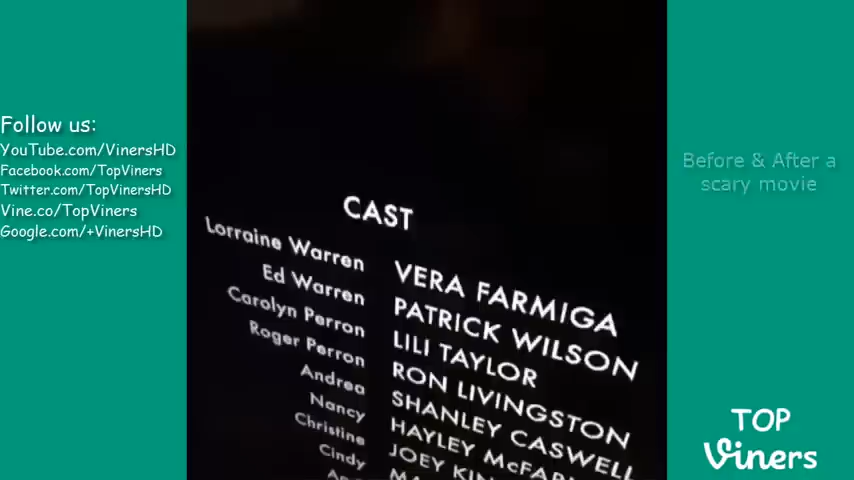 Follow us:
YouTube.com/VinersHD
Facebook.com/TopViners
Twitter.com/TopVinersHD
Vine.co/TopViners
Google.com/+VinersHD
CAST
Lorraine Warren VERA FARMIGA
Ed Warren PATRICK WILSON
Carolyn Perron LILI TAYLOR
Roger Perron RON LIVINGSTON
Andrea SHANLEY CASWELL
Nancy HAYLEY
Christine JOEY
Cindy
Before & After a
scary movie
TOP
Viners